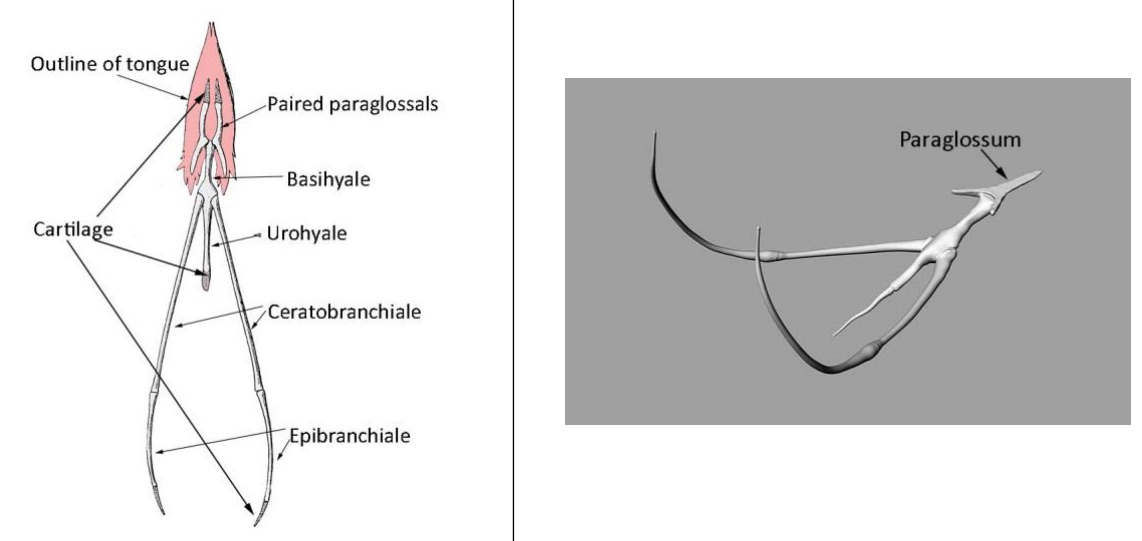 Outline of tongue
Paired paraglossals
Basihyale
Cartilage
Urohyale
Ceratobranchiale
Epibranchiale
Paraglossum